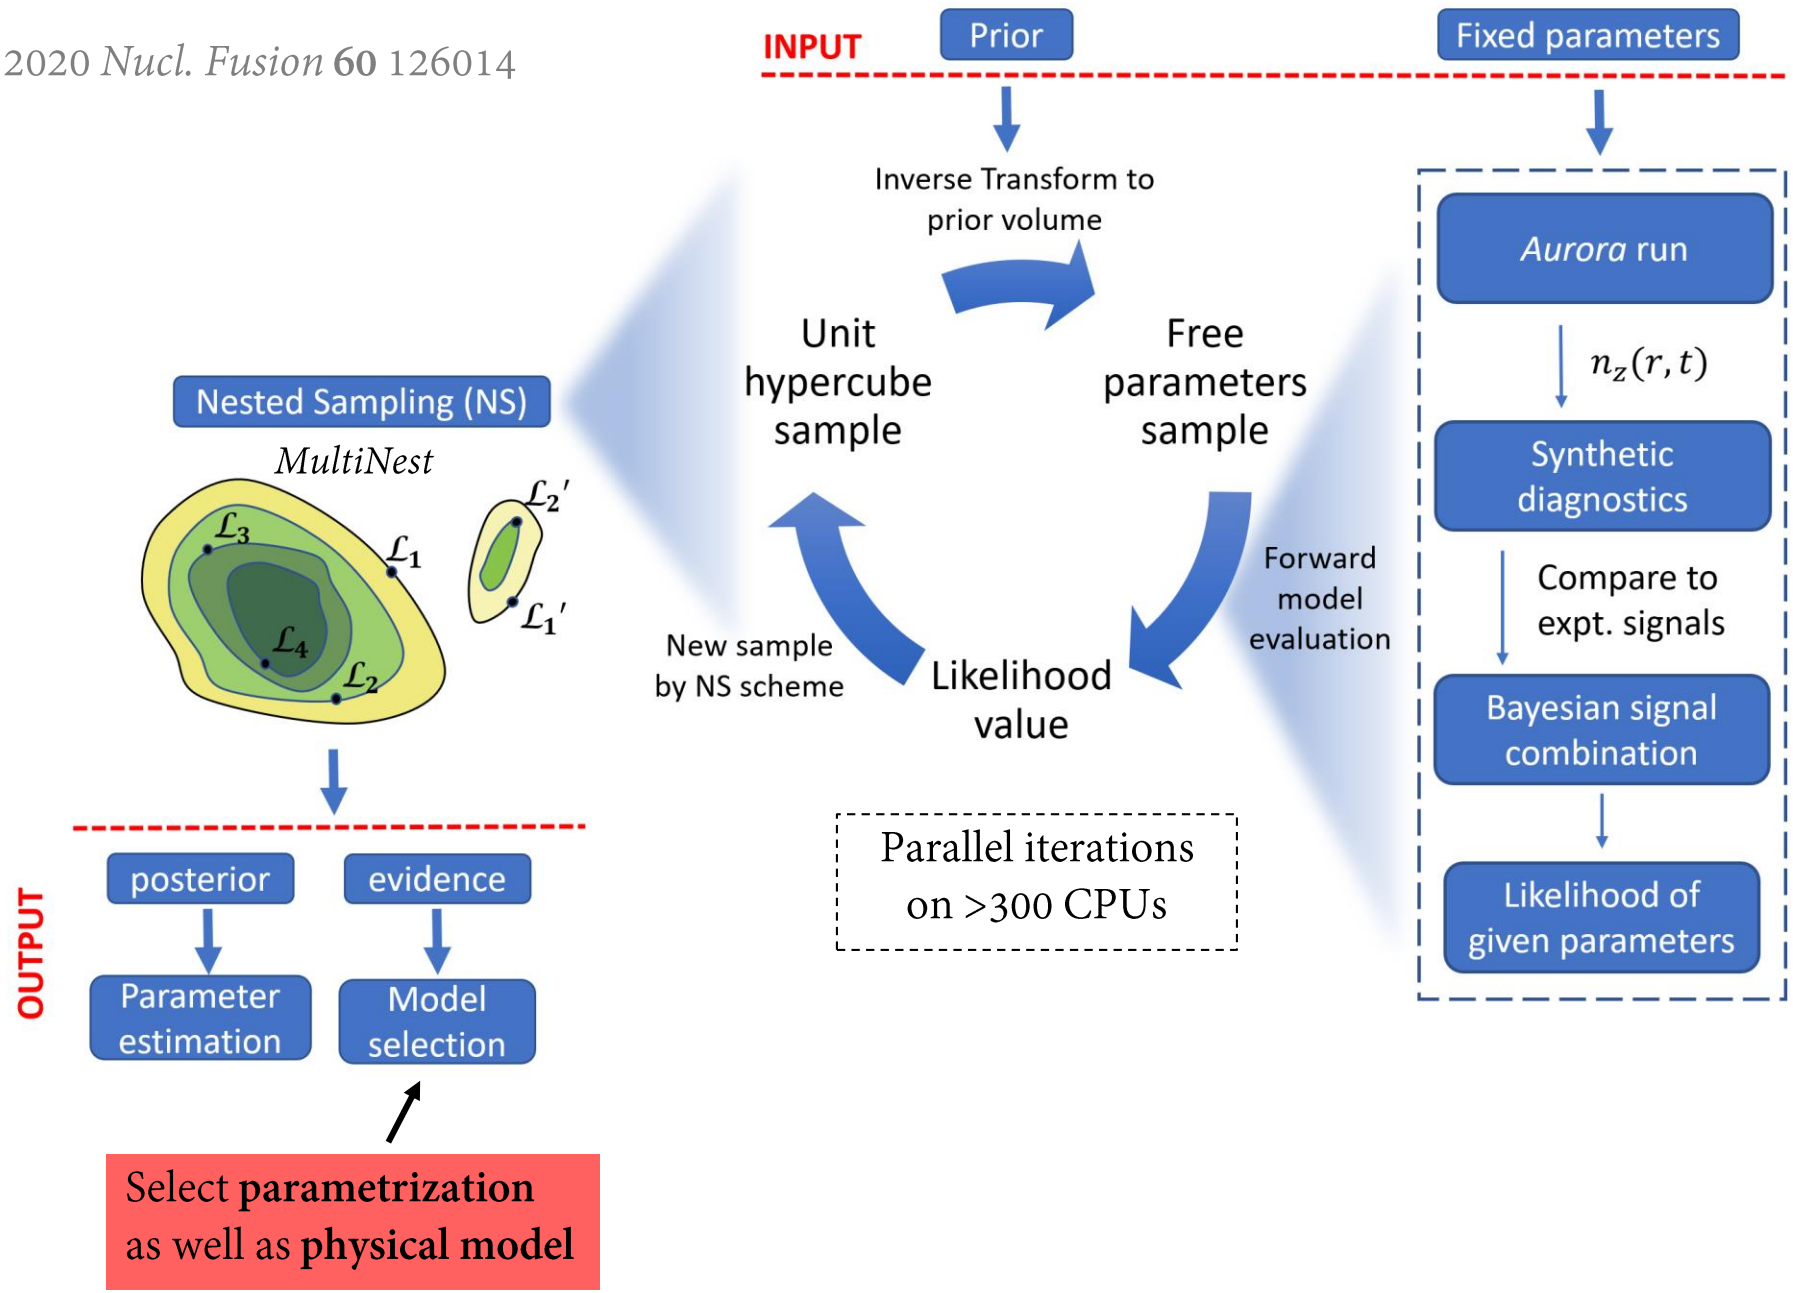 2020 Nucl. Fusion 60 126014
INPUT
Prior
Fixed parameters
Inverse Transform to
prior volume
Unit
hypercube
sample
Free
parameters
sample
Likelihood
value
New sample
by NS scheme
Forward
model
evaluation
Aurora run
n_z(r, t)
Synthetic
diagnostics
Compare to
expt. signals
Bayesian signal
combination
Likelihood of
given parameters
Nested Sampling (NS)
MultiNest
ℒ₃
ℒ₁
ℒ₄
ℒ₂
ℒ₂′
ℒ₁′
Parallel iterations
on >300 CPUs
OUTPUT
posterior
evidence
Parameter
estimation
Model
selection
Select parametrization
as well as physical model